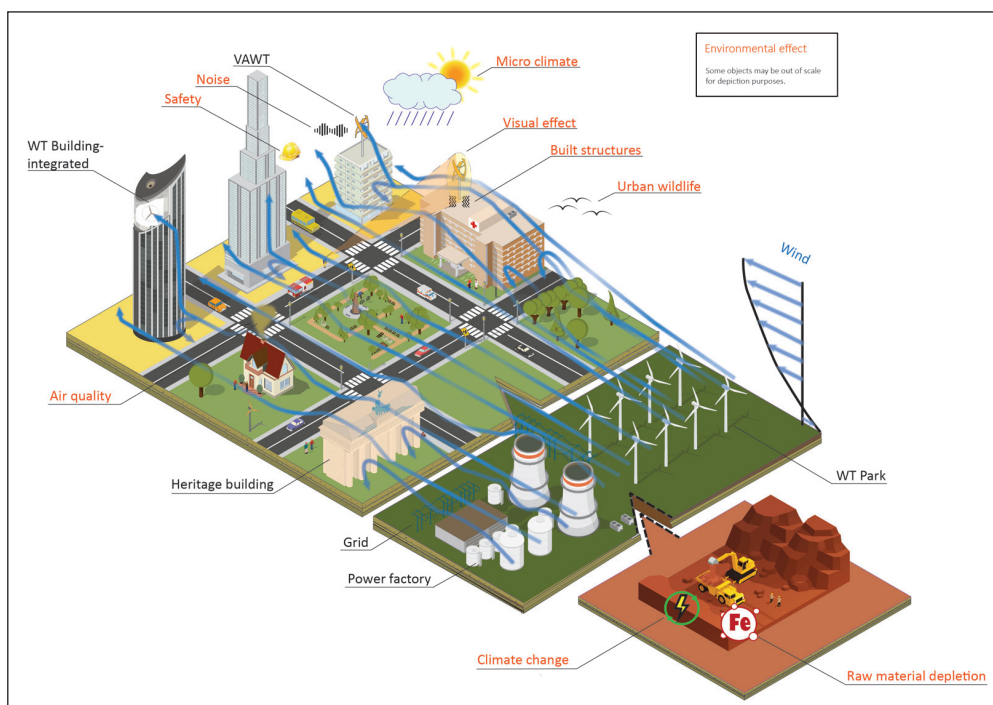 Environmental effect
Some objects may be out of scale
for depiction purposes.
VAWT
Micro climate
Noise
Safety
Visual effect
WT Building-
integrated
Built structures
Urban wildlife
Wind
Air quality
Heritage building
WT Park
Grid
Power factory
Fe
Climate change
Raw material depletion